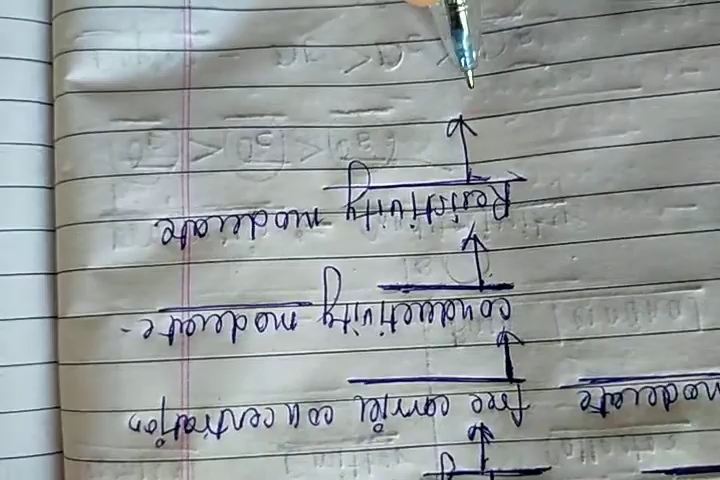 moderate free carrier concentration
conductivity moderate -
Resistivity moderate